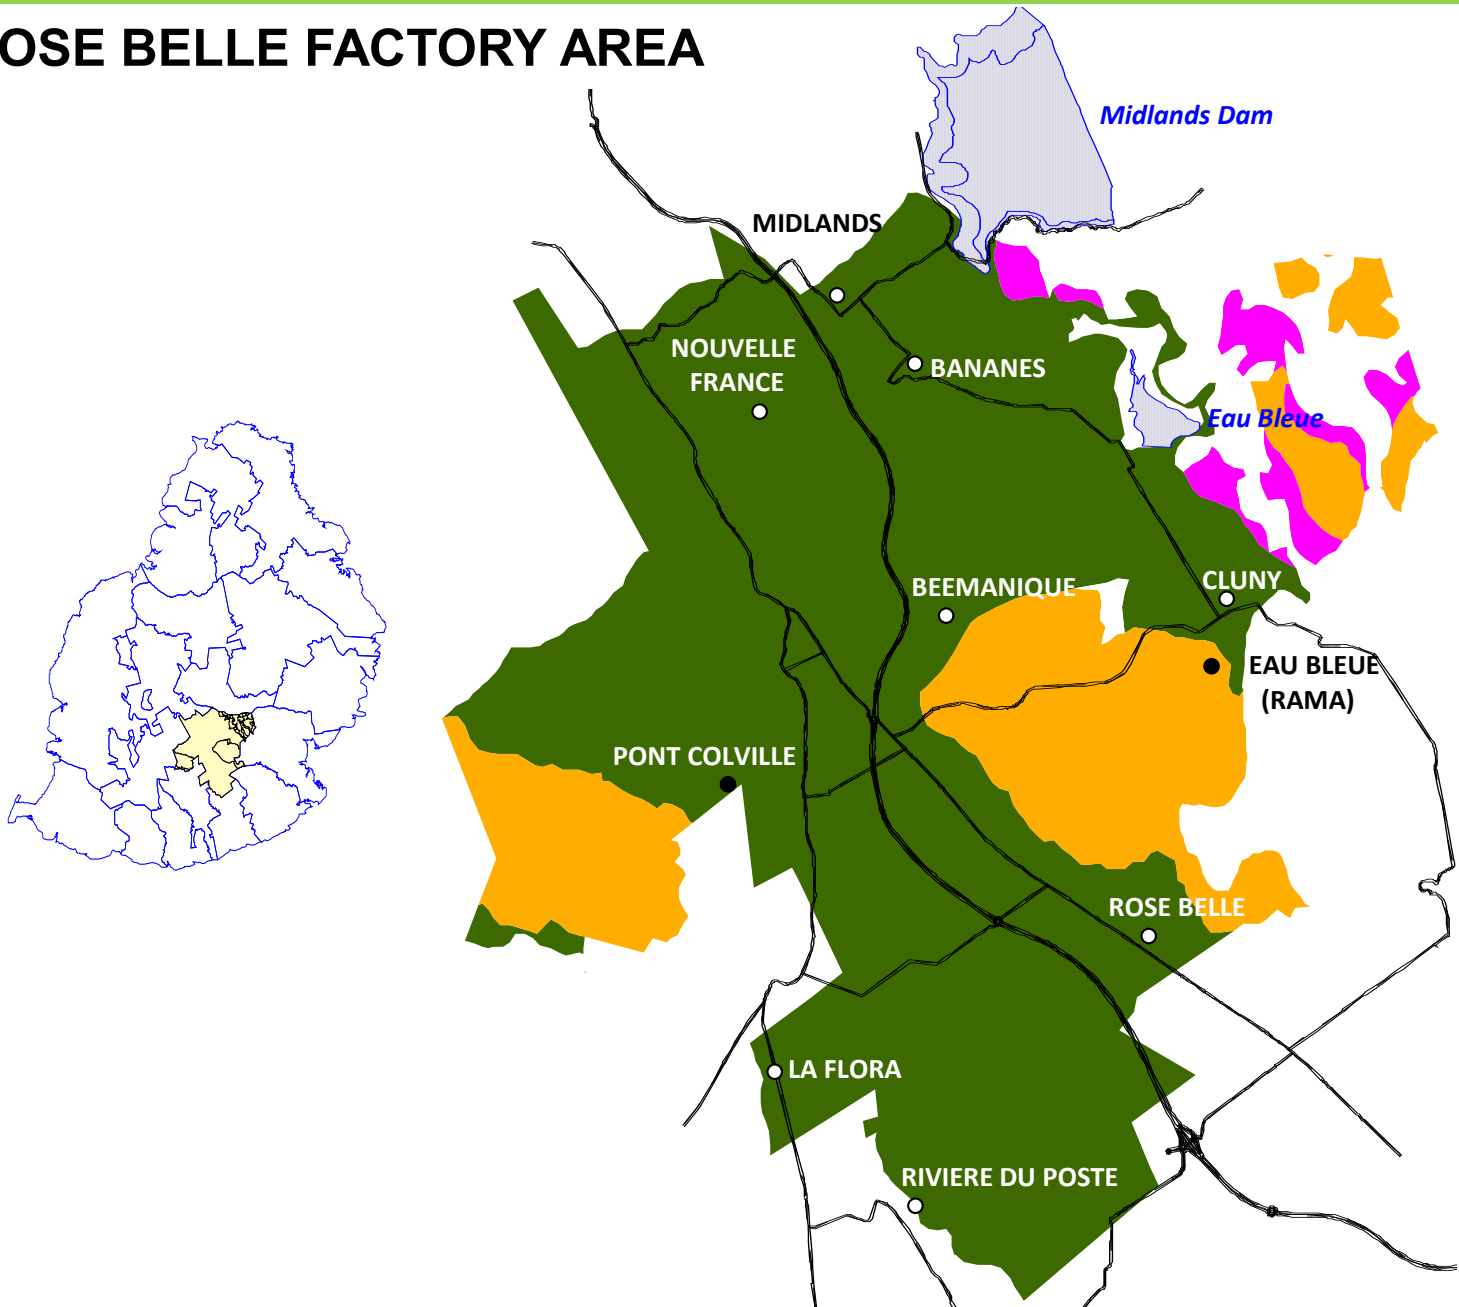 OSE BELLE FACTORY AREA
Midlands Dam
MIDLANDS
NOUVELLE
FRANCE
BANANES
Eau Bleue
BEEMANIQUE
CLUNY
EAU BLEUE
(RAMA)
PONT COLVILLE
ROSE BELLE
LA FLORA
RIVIERE DU POSTE